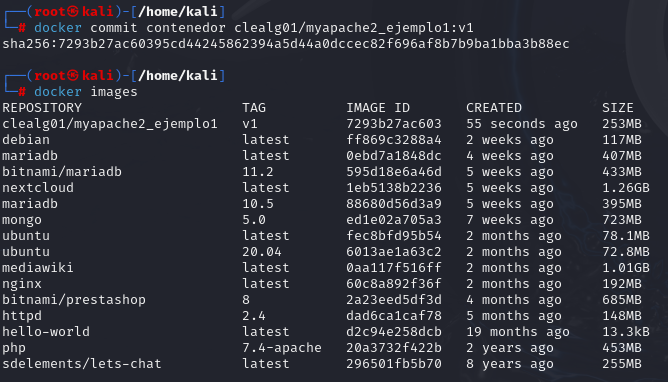 ┌──(root㉿kali)-[/home/kali]
└─# docker commit contenedor clealg01/myapache2_ejemplo1:v1
sha256:7293b27ac60395cd44245862394a5d44a0dccec82f696af8b7b9ba1bba3b88ec
┌──(root㉿kali)-[/home/kali]
└─# docker images
REPOSITORY TAG IMAGE ID CREATED SIZE
clealg01/myapache2_ejemplo1 v1 7293b27ac603 55 seconds ago 253MB
debian latest ff869c3288a4 2 weeks ago 117MB
mariadb latest 0ebd7a1848dc 4 weeks ago 407MB
bitnami/mariadb 11.2 595d18e6a46d 5 weeks ago 433MB
nextcloud latest 1eb5138b2236 5 weeks ago 1.26GB
mariadb 10.5 88680d56d3a9 5 weeks ago 395MB
mongo 5.0 ed1e02a705a3 7 weeks ago 723MB
ubuntu latest fec8bfd95b54 2 months ago 78.1MB
ubuntu 20.04 6013ae1a63c2 2 months ago 72.8MB
mediawiki latest 0aa117f516ff 2 months ago 1.01GB
nginx latest 60c8a892f36f 2 months ago 192MB
bitnami/prestashop 8 2a23eed5df3d 4 months ago 685MB
httpd 2.4 dad6ca1caf78 5 months ago 148MB
hello-world latest d2c94e258dcb 19 months ago 13.3kB
php 7.4-apache 20a3732f422b 2 years ago 453MB
sdelements/lets-chat latest 296501fb5b70 8 years ago 255MB